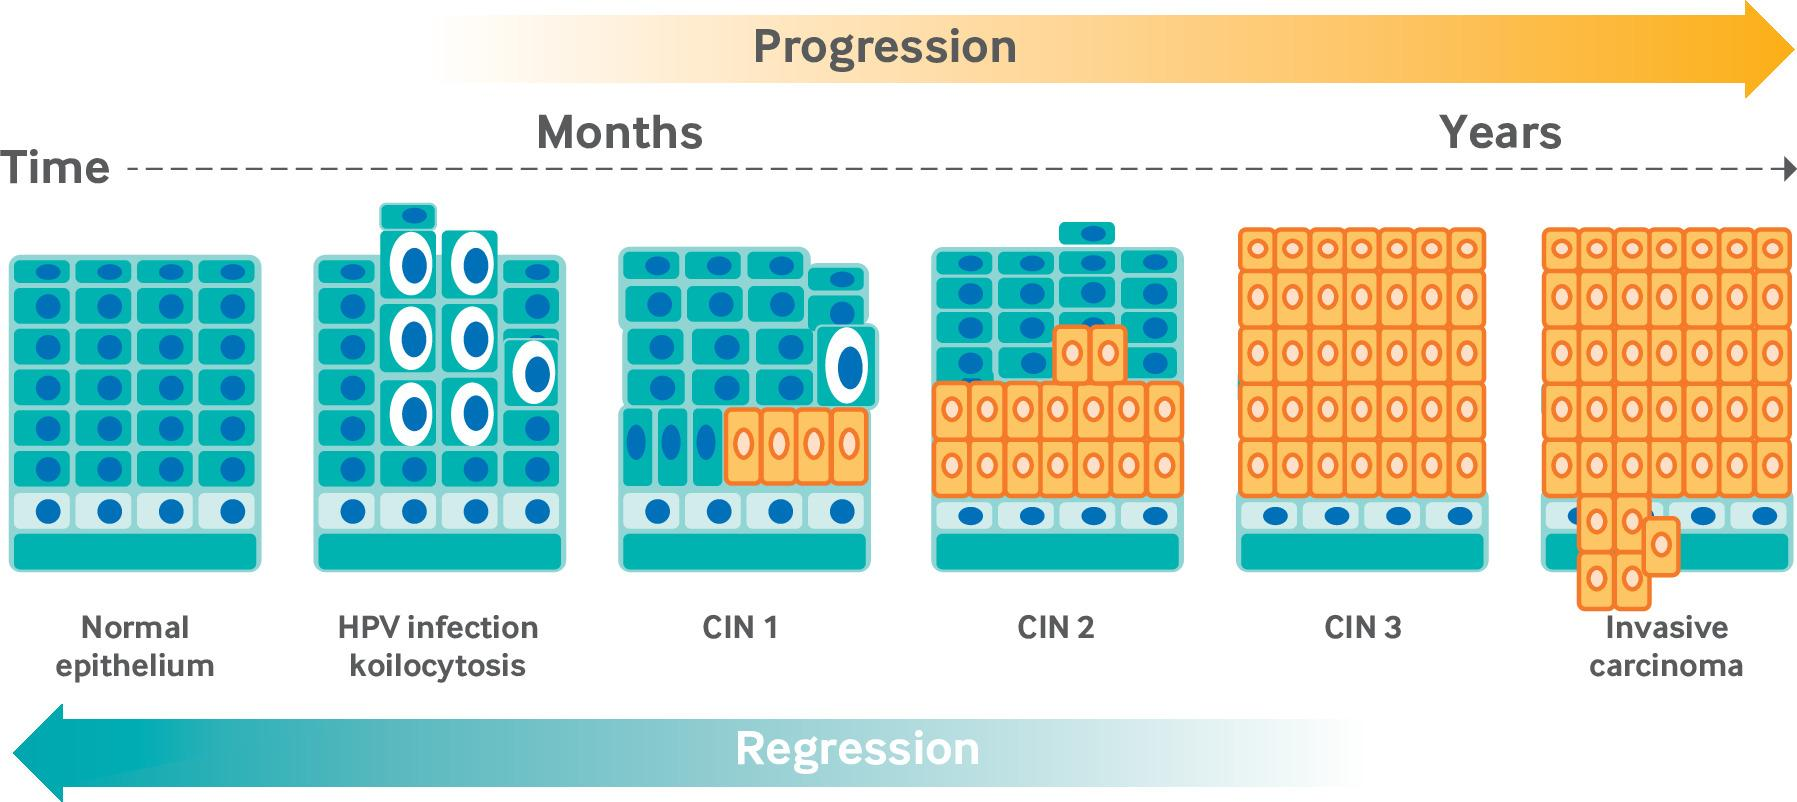 Progression
Months
Years
Time
Normal
epithelium
HPV infection
koilocytosis
CIN 1
CIN 2
CIN 3
Invasive
carcinoma
Regression